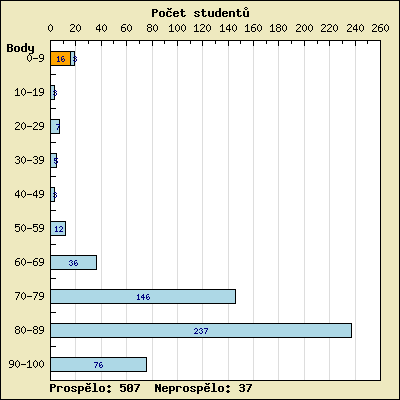 Počet studentů
0 20 40 60 80 100 120 140 160 180 200 220 240 260
Body
0-9 16 3
10-19 3
20-29 7
30-39 5
40-49 3
50-59 12
60-69 36
70-79 146
80-89 237
90-100 76
Prospělo: 507 Neprospělo: 37